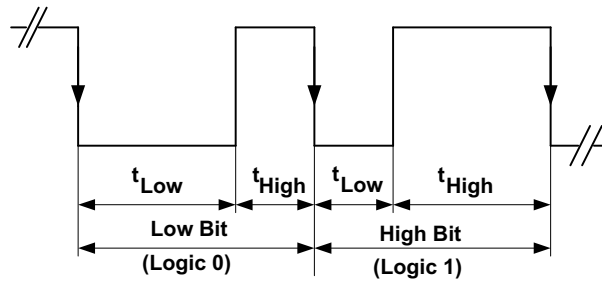 tLow tHigh tLow tHigh
Low Bit High Bit
(Logic 0) (Logic 1)